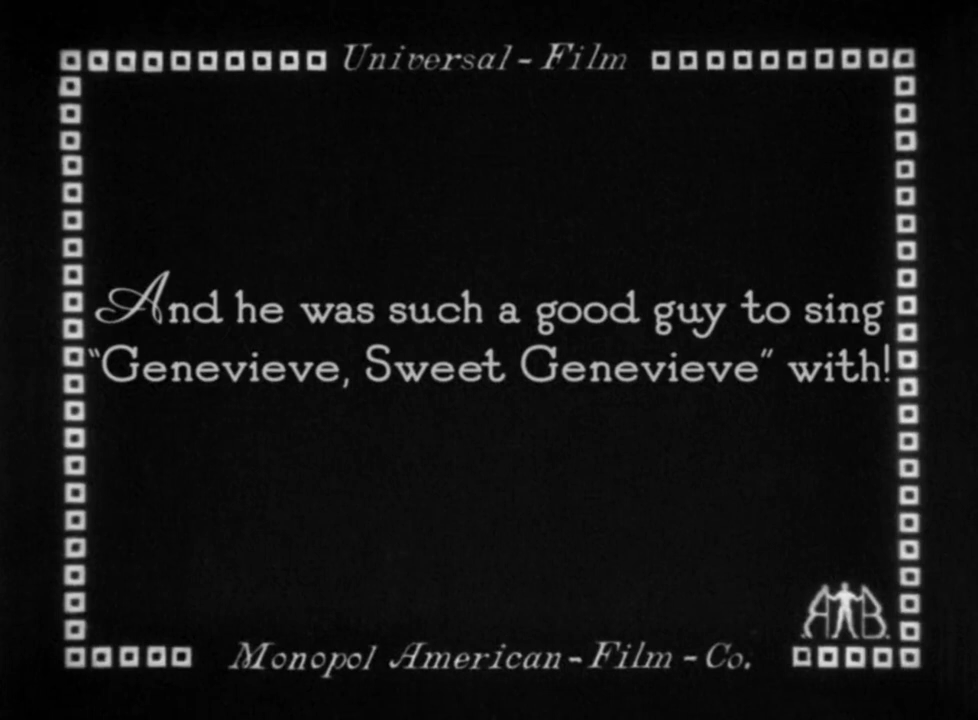 Universal-Film
And he was such a good guy to sing
"Genevieve, Sweet Genevieve" with!
A B
Monopol American-Film-Co.